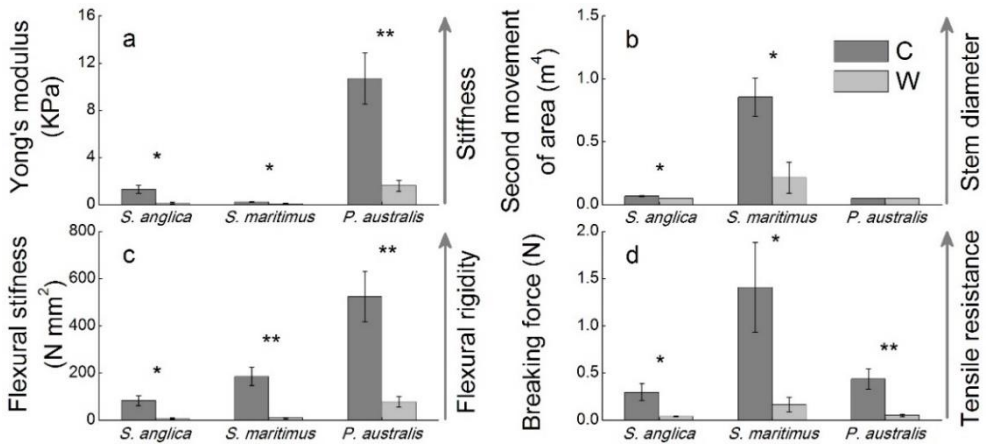 Yong's modulus
(KPa)
16
12
8
4
0
a
*
*
**
S. anglica
S. maritimus
P. australis
Stiffness
Second movement
of area (m⁴)
1.5
1.0
0.5
0.0
b
*
*
C
W
S. anglica
S. maritimus
P. australis
Stem diameter
Flexural stifness
(N mm²)
800
600
400
200
0
c
*
**
**
S. anglica
S. maritimus
P. australis
Flexural rigidity
Breaking force (N)
2.0
1.5
1.0
0.5
0.0
d
*
*
**
S. anglica
S. maritimus
P. australis
Tensile resistance